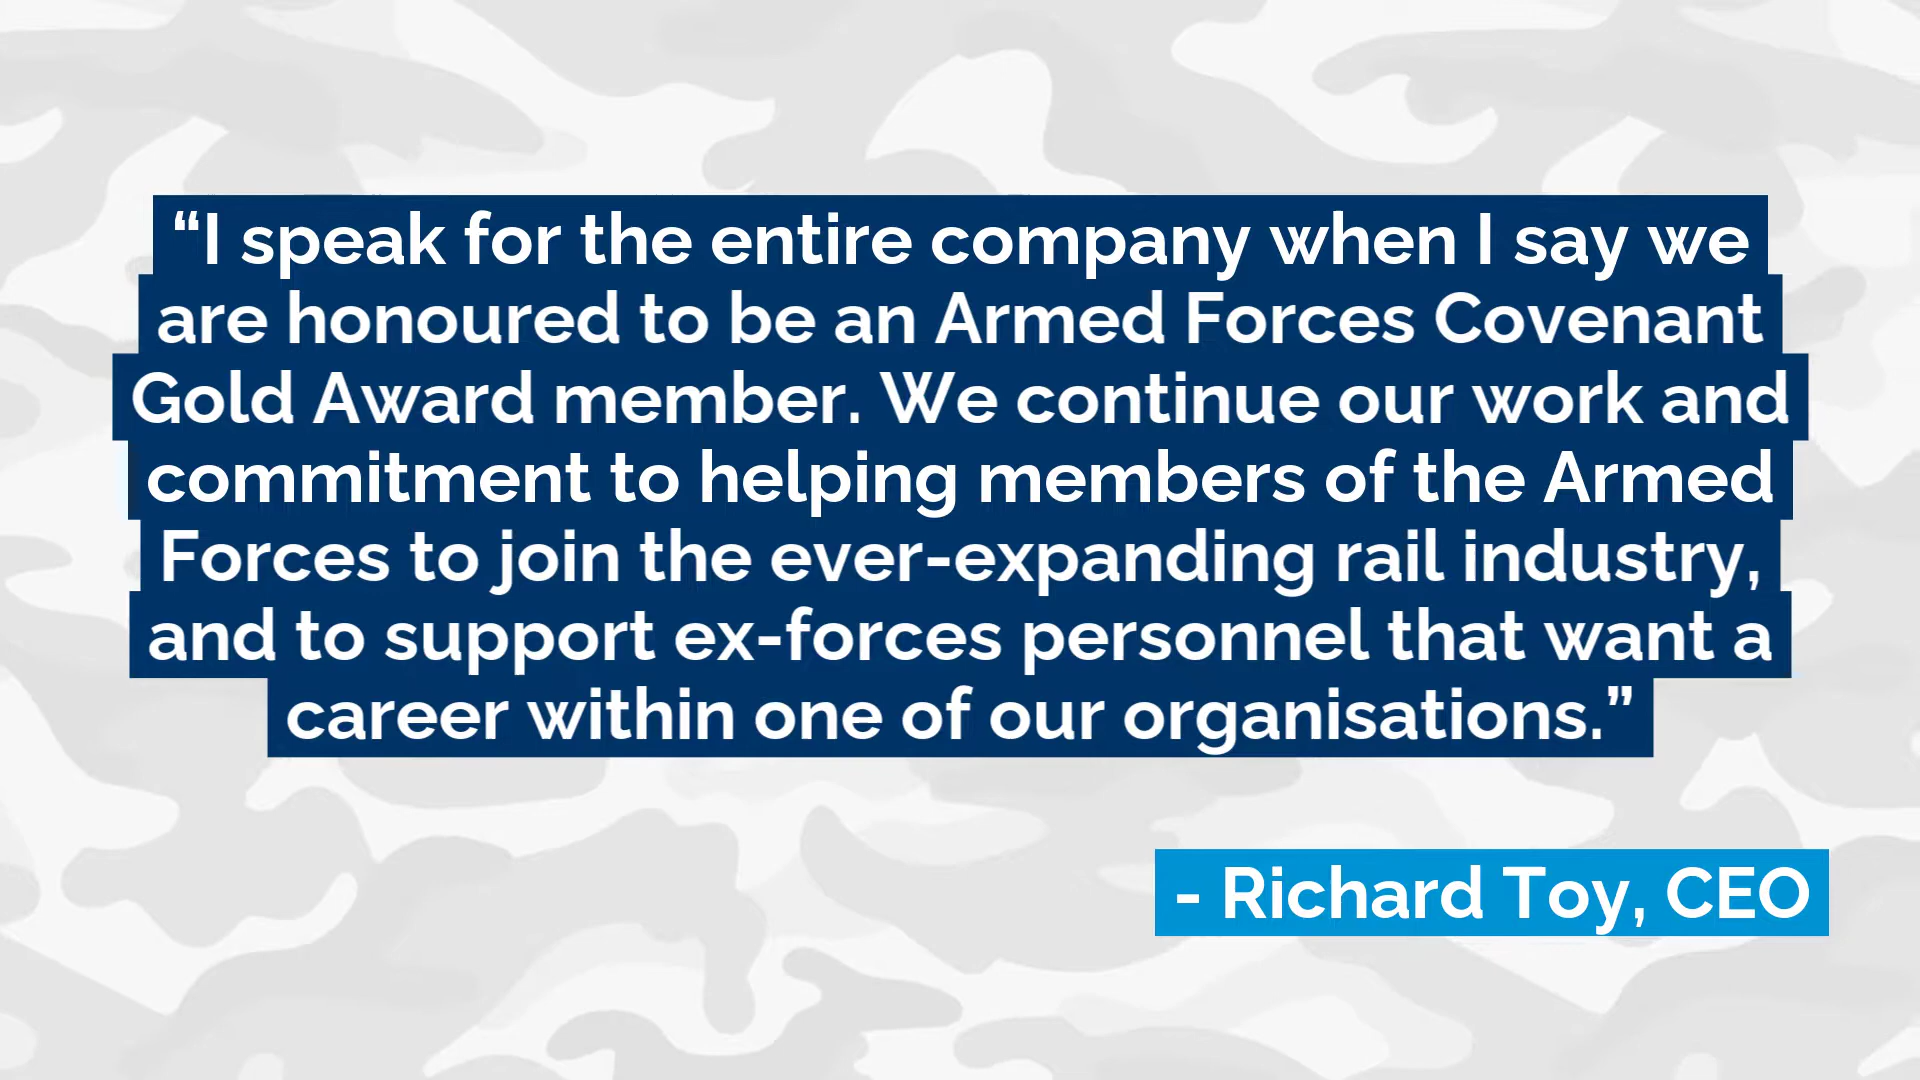 “I speak for the entire company when I say we
are honoured to be an Armed Forces Covenant
Gold Award member. We continue our work and
commitment to helping members of the Armed
Forces to join the ever-expanding rail industry,
and to support ex-forces personnel that want a
career within one of our organisations.”
- Richard Toy, CEO